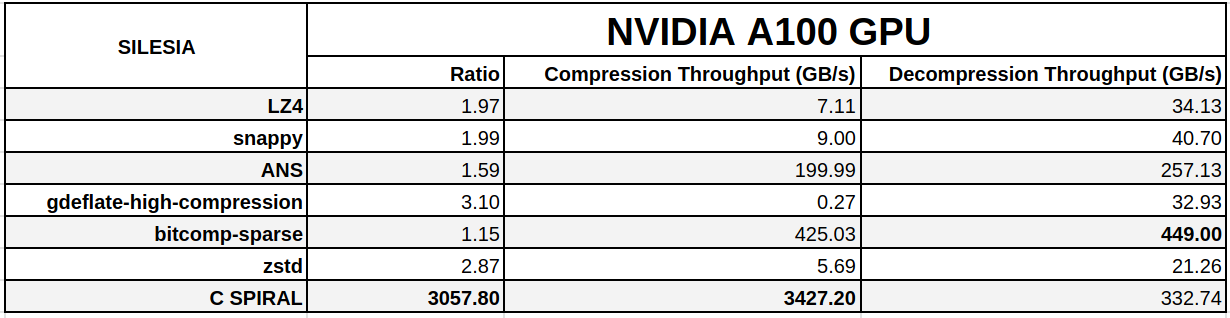 SILESIA
NVIDIA A100 GPU
Ratio Compression Throughput (GB/s) Decompression Throughput (GB/s)
LZ4 1.97 7.11 34.13
snappy 1.99 9.00 40.70
ANS 1.59 199.99 257.13
gdeflate-high-compression 3.10 0.27 32.93
bitcomp-sparse 1.15 425.03 449.00
zstd 2.87 5.69 21.26
C SPIRAL 3057.80 3427.20 332.74